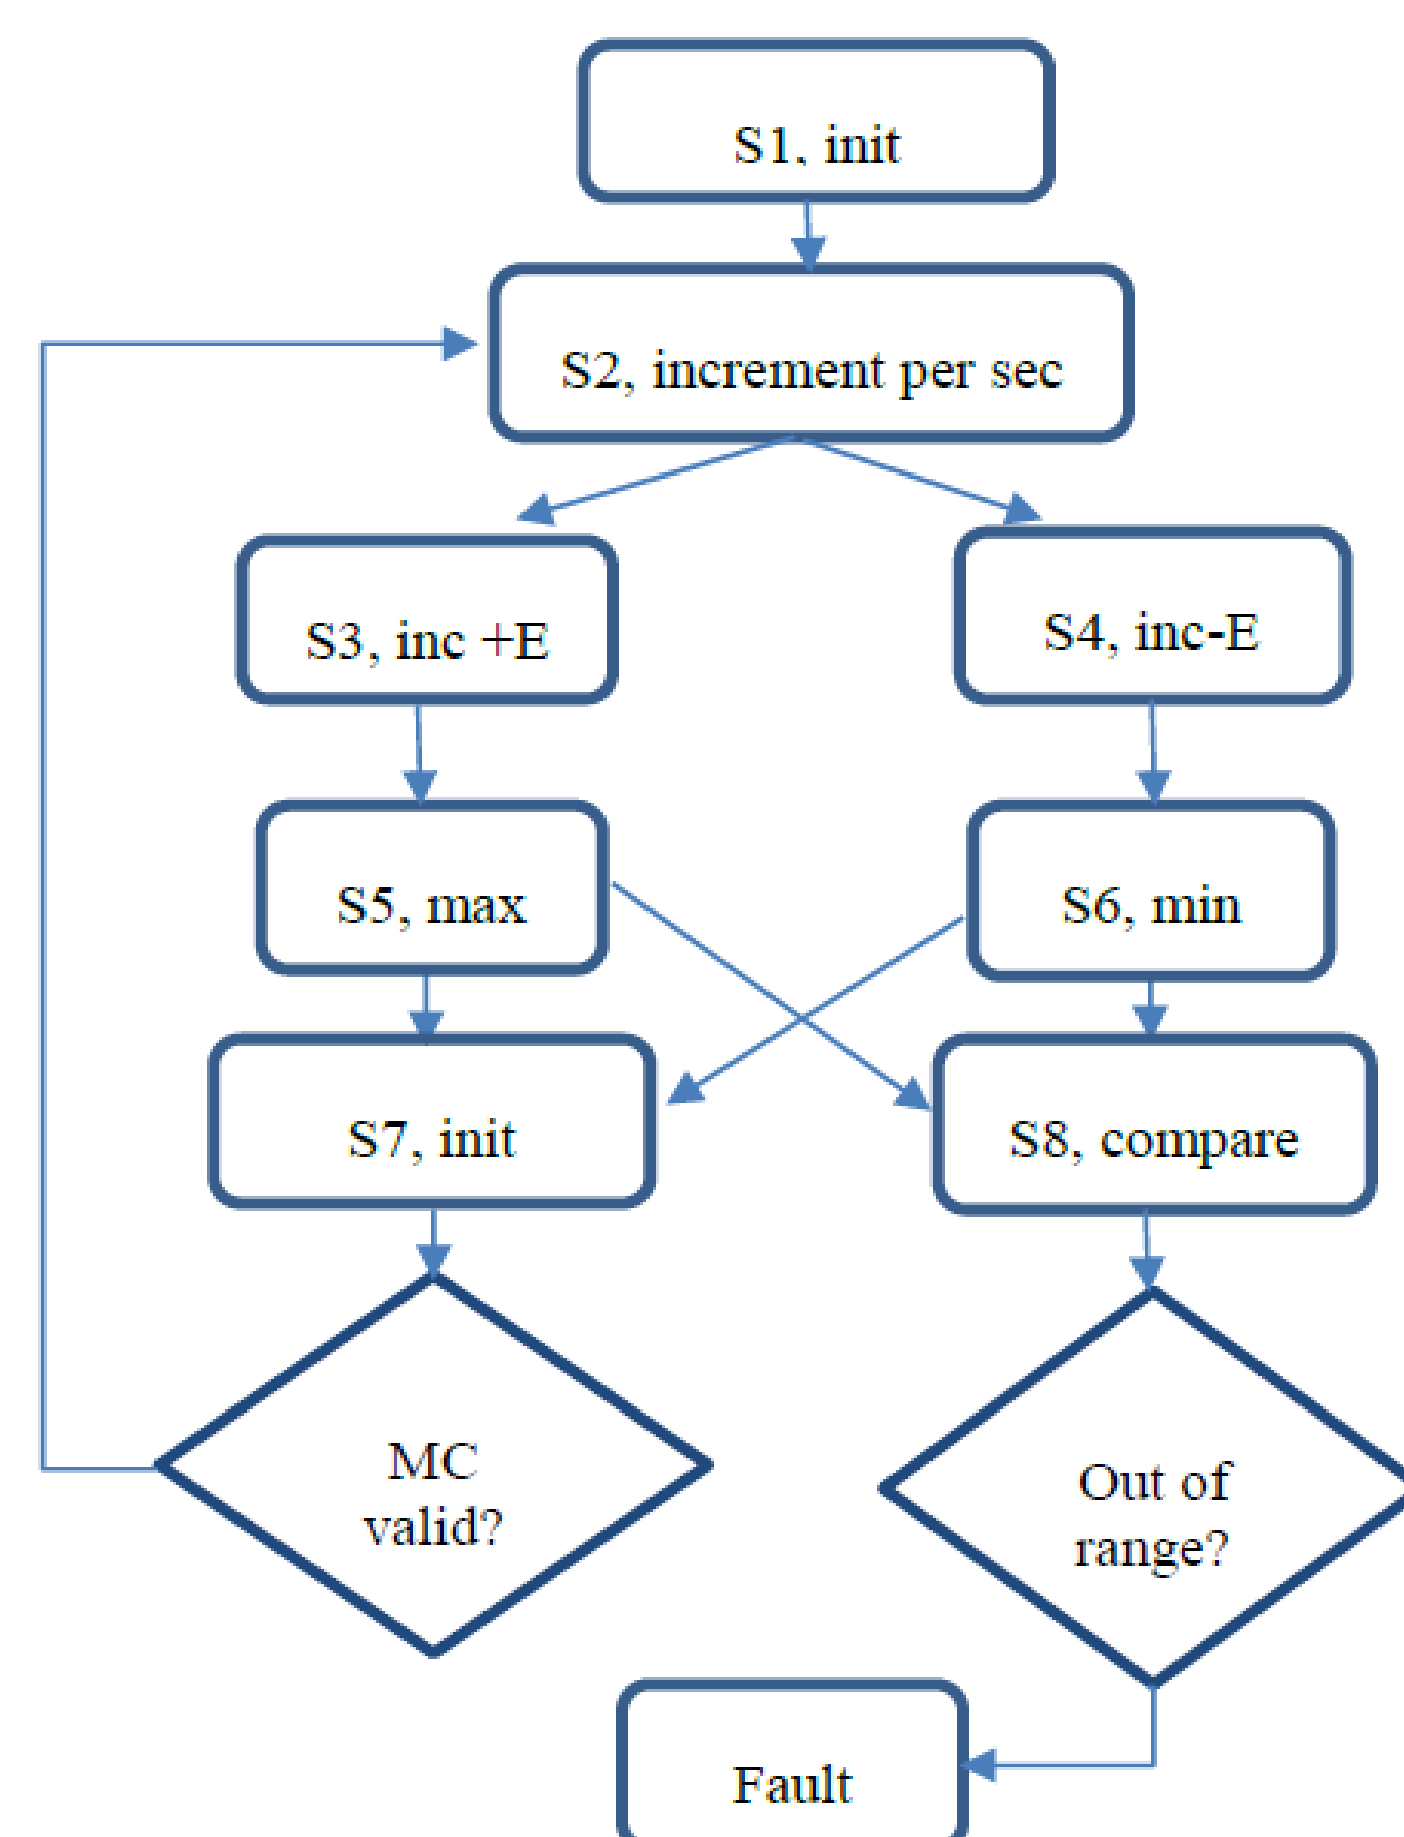 S1, init
S2, increment per sec
S3, inc +E
S4, inc-E
S5, max
S6, min
S7, init
S8, compare
MC
valid?
Out of
range?
Fault